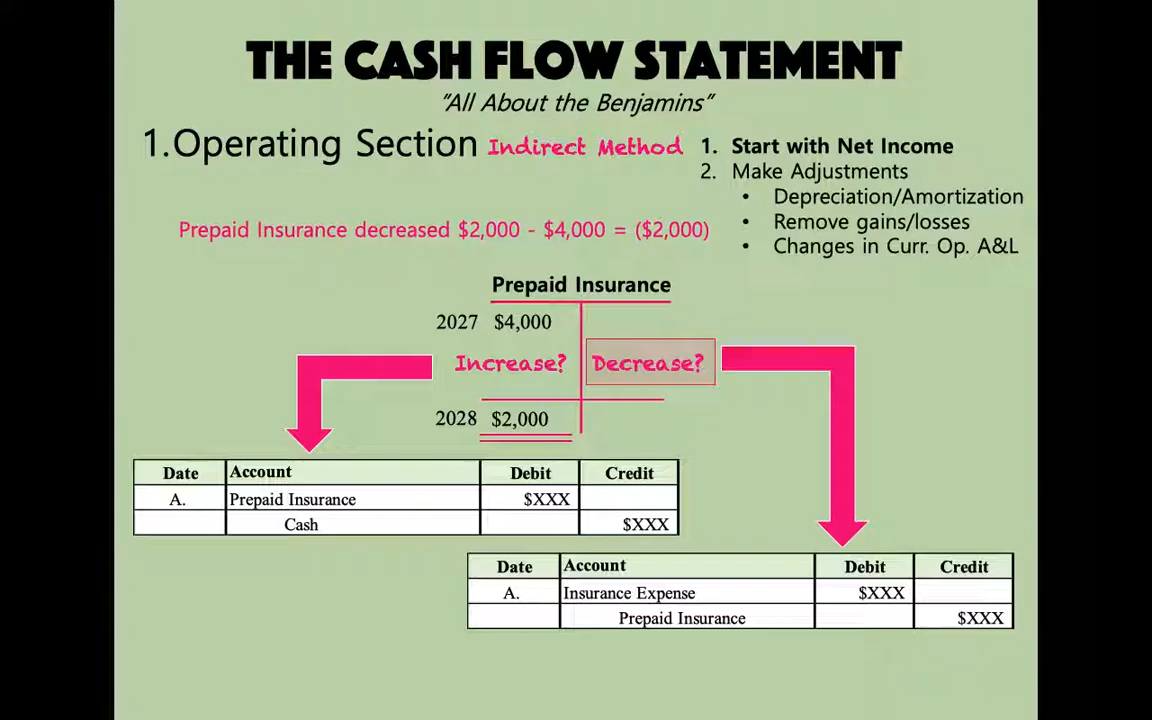 THE CASH FLOW STATEMENT
"All About the Benjamins"
1.Operating Section Indirect Method
1. Start with Net Income
2. Make Adjustments
• Depreciation/Amortization
• Remove gains/losses
• Changes in Curr. Op. A&L
Prepaid Insurance decreased $2,000 - $4,000 = ($2,000)
Prepaid Insurance
2027 $4,000
Increase? Decrease?
2028 $2,000
Date Account Debit Credit
A. Prepaid Insurance $XXX
Cash $XXX
Date Account Debit Credit
A. Insurance Expense $XXX
Prepaid Insurance $XXX